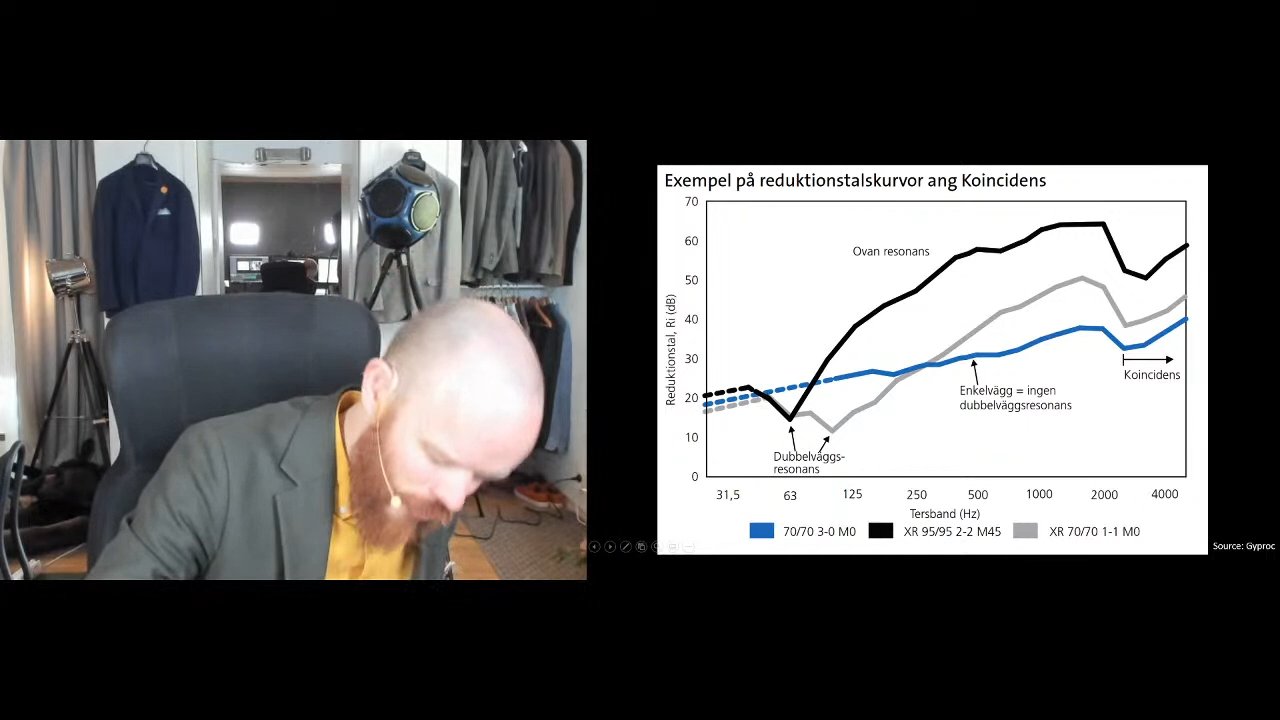 Exempel på reduktionstalskurvor ang Koincidens
70
60
50
40
30
20
10
0
Reduktionstal, Ri (dB)
Ovan resonans
Enkelvägg = ingen
dubbelväggsresonans
Koincidens
Dubbelväggs-
resonans
31,5 63 125 250 500 1000 2000 4000
Tersband (Hz)
70/70 3-0 M0 XR 95/95 2-2 M45 XR 70/70 1-1 M0
Source: Gyproc